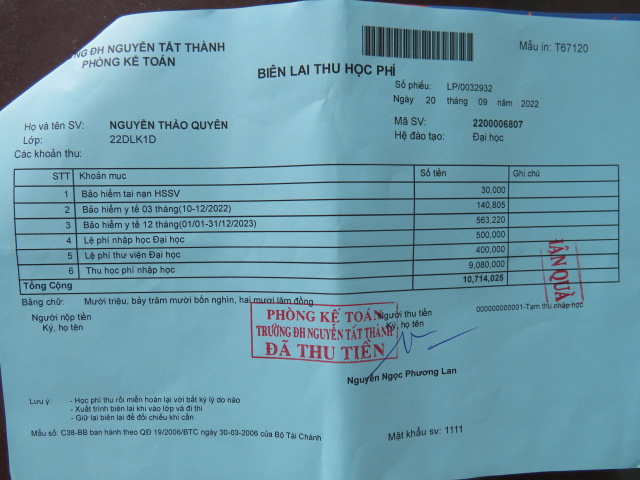 NG ĐH NGUYỄN TẤT THÀNH
PHÒNG KẾ TOÁN
Mẫu in: T67120
BIÊN LAI THU HỌC PHÍ
Số phiếu: LP/0032932
Ngày 20 tháng 09 năm 2022
Họ và tên SV: NGUYỄN THẢO QUYÊN
Mã SV: 2200006807
Lớp: 22DLK1D
Hệ đào tạo: Đại học
Các khoản thu:
STT Khoản mục Số tiền Ghi chú
1 Bảo hiểm tai nạn HSSV 30,000
2 Bảo hiểm y tế 03 tháng(10-12/2022) 140,805
3 Bảo hiểm y tế 12 tháng(01/01-31/12/2023) 563,220
4 Lệ phí nhập học Đại học 500,000
5 Lệ phí thư viện Đại học 400,000
6 Thu học phí nhập học 9,080,000
Tổng Cộng 10,714,025
Bằng chữ: Mười triệu, bảy trăm mười bốn nghìn, hai mươi lăm đồng
000000000001-Tạm thu nhập học
Người nộp tiền Người thu tiền
Ký, họ tên Ký, họ tên
PHÒNG KẾ TOÁN
TRƯỜNG ĐH NGUYỄN TẤT THÀNH
ĐÃ THU TIỀN
HẬN QUÀ
Nguyễn Ngọc Phương Lan
Lưu ý: - Học phí thu rồi miễn hoàn lại với bất kỳ lý do nào
- Xuất trình biên lai khi vào lớp và đi thi
- Giữ lại biên lai để đối chiếu khi cần
Mẫu số: C38-BB ban hành theo QĐ 19/2006/BTC ngày 30-03-2006 của Bộ Tài Chánh
Mật khẩu sv: 1111